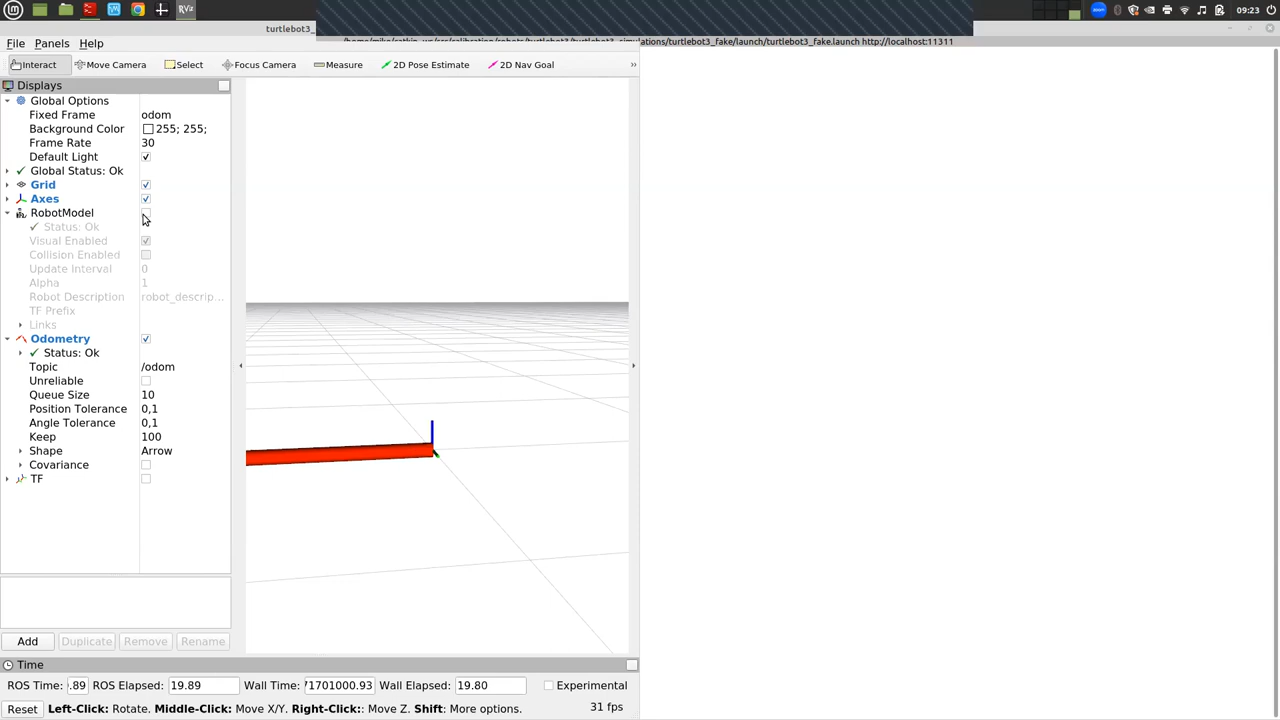 RViz
zoom
09:23
turtlebot3_
/home/mike/catkin_ws/src/calibration/robots/turtlebot3/turtlebot3_simulations/turtlebot3_fake/launch/turtlebot3_fake.launch http://localhost:11311
File Panels Help
Interact Move Camera Select Focus Camera Measure 2D Pose Estimate 2D Nav Goal »
Displays
Global Options
Fixed Frame odom
Background Color 255; 255;
Frame Rate 30
Default Light
Global Status: Ok
Grid
Axes
RobotModel
Status: Ok
Visual Enabled
Collision Enabled
Update Interval 0
Alpha 1
Robot Description robot_descrip...
TF Prefix
Links
Odometry
Status: Ok
Topic /odom
Unreliable
Queue Size 10
Position Tolerance 0,1
Angle Tolerance 0,1
Keep 100
Shape Arrow
Covariance
TF
Add Duplicate Remove Rename
Time
ROS Time: .89 ROS Elapsed: 19.89 Wall Time: 71701000.93 Wall Elapsed: 19.80 Experimental
Reset Left-Click: Rotate. Middle-Click: Move X/Y. Right-Click:: Move Z. Shift: More options. 31 fps